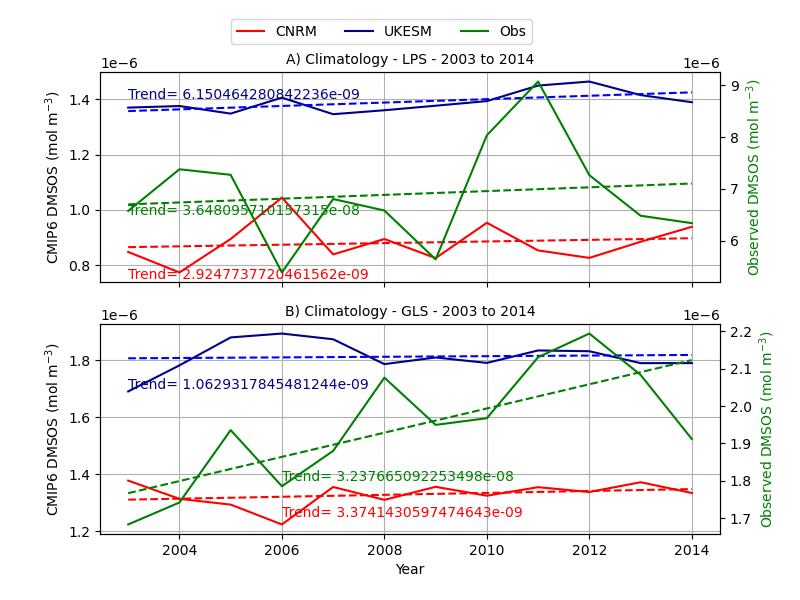 CNRM UKESM Obs
A) Climatology - LPS - 2003 to 2014
1e−6 1e−6
Trend= 6.150464280842236e-09
Trend= 3.648095710157315e-08
Trend= 2.9247737720461562e-09
1.4
1.2
1.0
0.8
CMIP6 DMSOS (mol m−3)
9
8
7
6
Observed DMSOS (mol m−3)
B) Climatology - GLS - 2003 to 2014
1e−6 1e−6
Trend= 1.0629317845481244e-09
Trend= 3.237665092253498e-08
Trend= 3.3741430597474643e-09
1.8
1.6
1.4
1.2
CMIP6 DMSOS (mol m−3)
2.2
2.1
2.0
1.9
1.8
1.7
Observed DMSOS (mol m−3)
2004 2006 2008 2010 2012 2014
Year